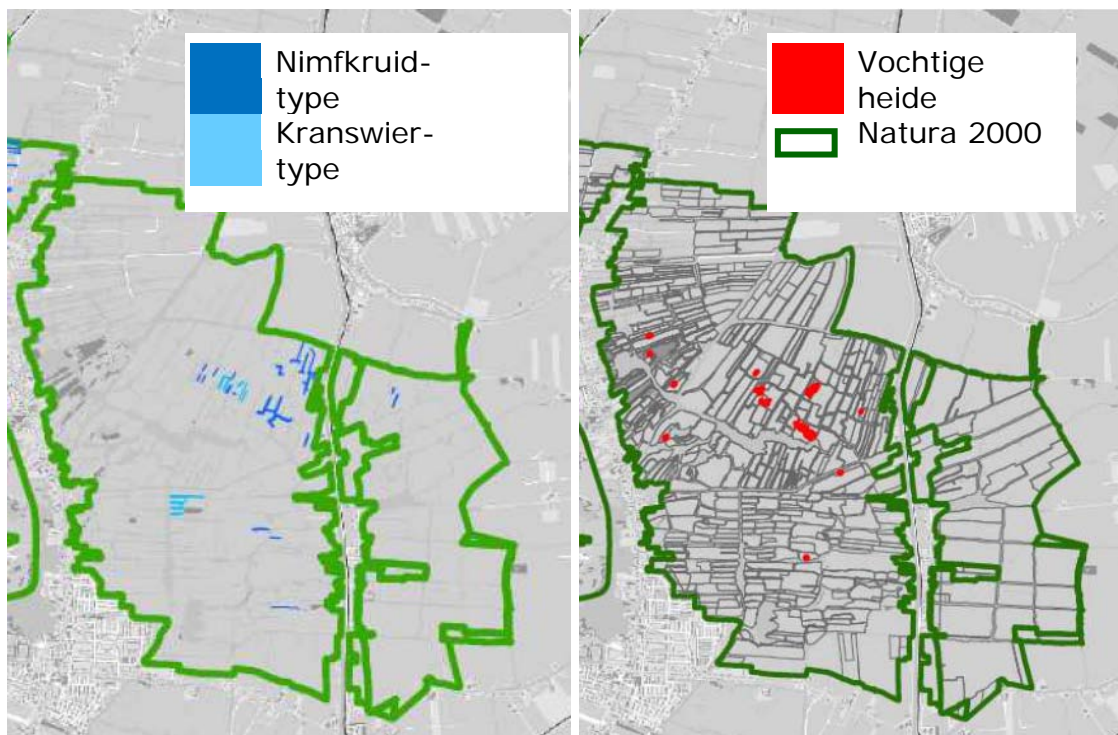 Nimfkruid-
type
Kranswier-
type
Vochtige
heide
Natura 2000